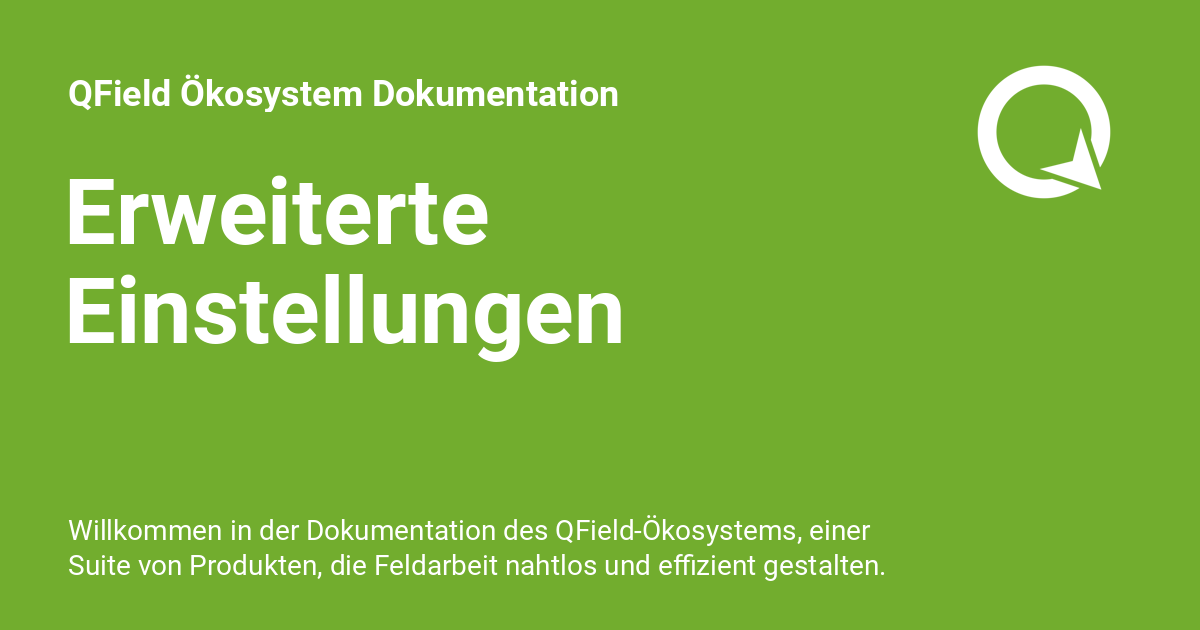 QField Ökosystem Dokumentation
Erweiterte
Einstellungen
Willkommen in der Dokumentation des QField-Ökosystems, einer
Suite von Produkten, die Feldarbeit nahtlos und effizient gestalten.